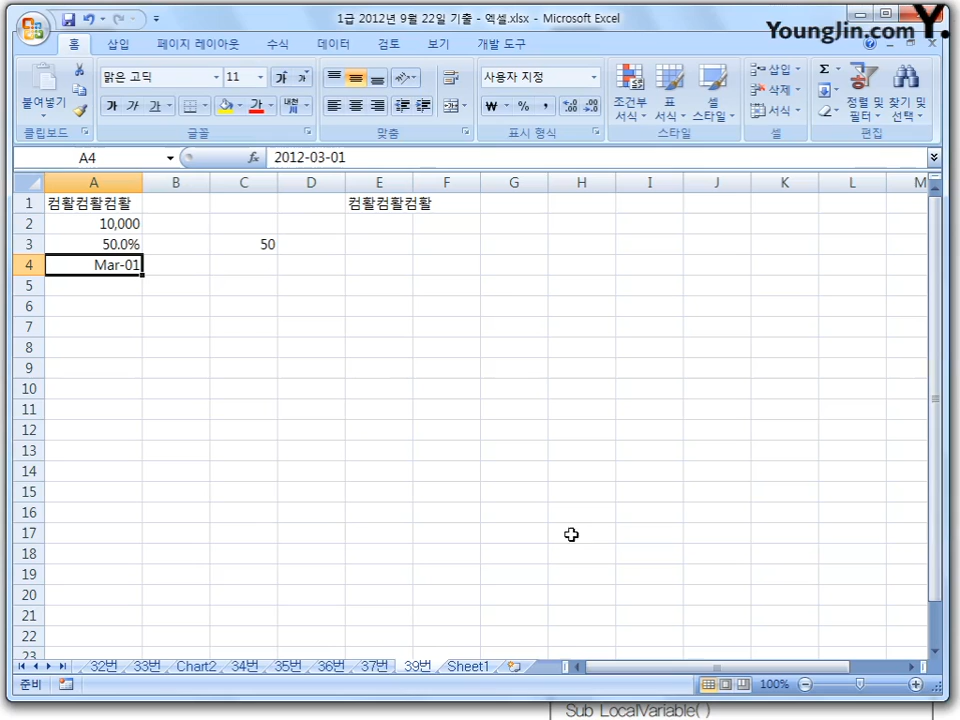 1급 2012년 9월 22일 기출 - 엑셀.xlsx - Microsoft Excel
YoungJin.com Y.
홈 삽입 페이지 레이아웃 수식 데이터 검토 보기 개발 도구
붙여넣기
맑은 고딕 11
가 가 가
내천
사용자 지정
₩ % ,
조건부 서식
표 서식
셀 스타일
삽입
삭제
서식
Σ
정렬 및 필터
찾기 및 선택
클립보드 글꼴 맞춤 표시 형식 스타일 셀 편집
A4 fx 2012-03-01
A B C D E F G H I J K L M
1 컴활컴활컴활 컴활컴활컴활
2 10,000
3 50.0% 50
4 Mar-01
5
6
7
8
9
10
11
12
13
14
15
16
17
18
19
20
21
22
23
32번 33번 Chart2 34번 35번 36번 37번 39번 Sheet1
준비 100%
Sub LocalVariable( )